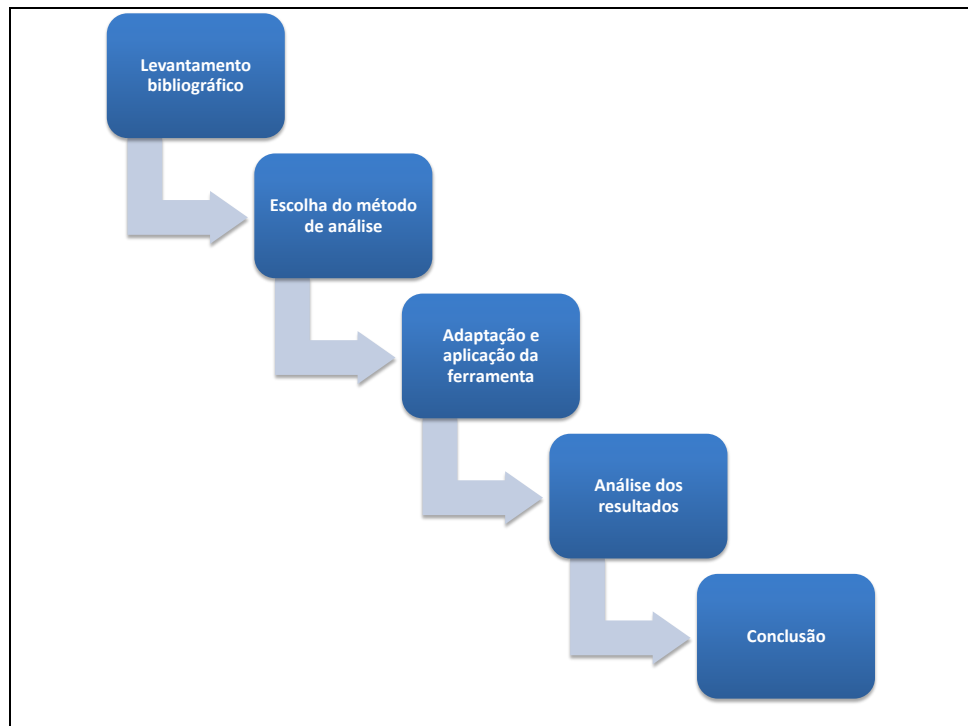 Levantamento
bibliográfico
Escolha do método
de análise
Adaptação e
aplicação da
ferramenta
Análise dos
resultados
Conclusão